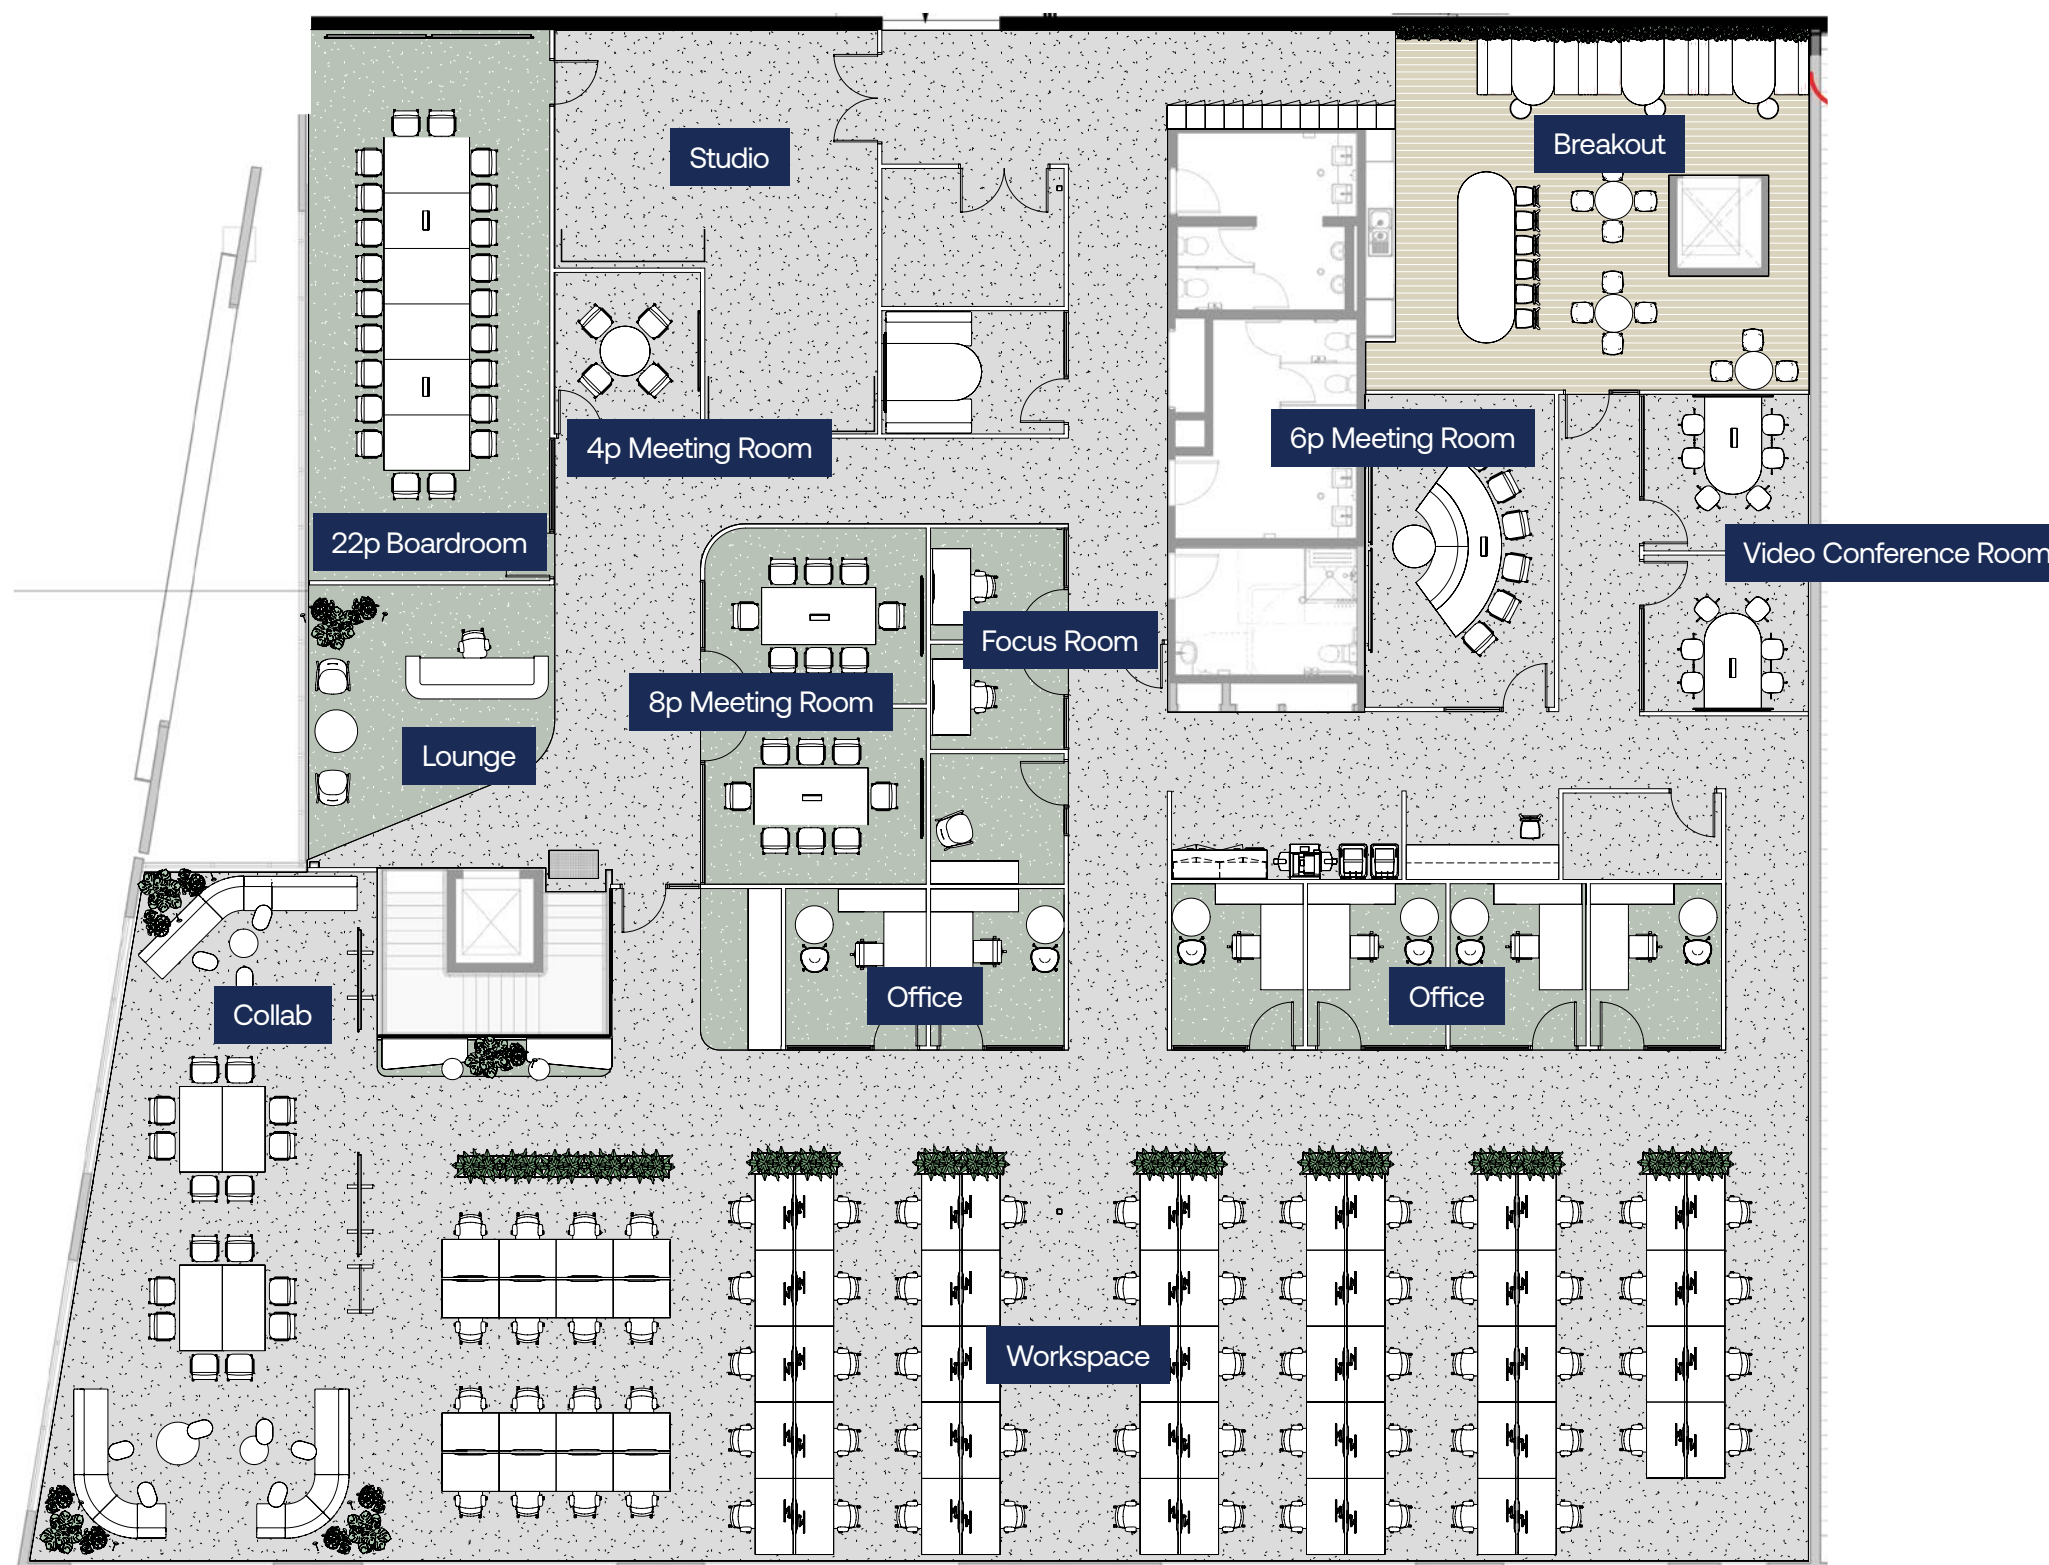 Studio
Breakout
4p Meeting Room
6p Meeting Room
22p Boardroom
Video Conference Room
Focus Room
8p Meeting Room
Lounge
Office
Office
Collab
Workspace